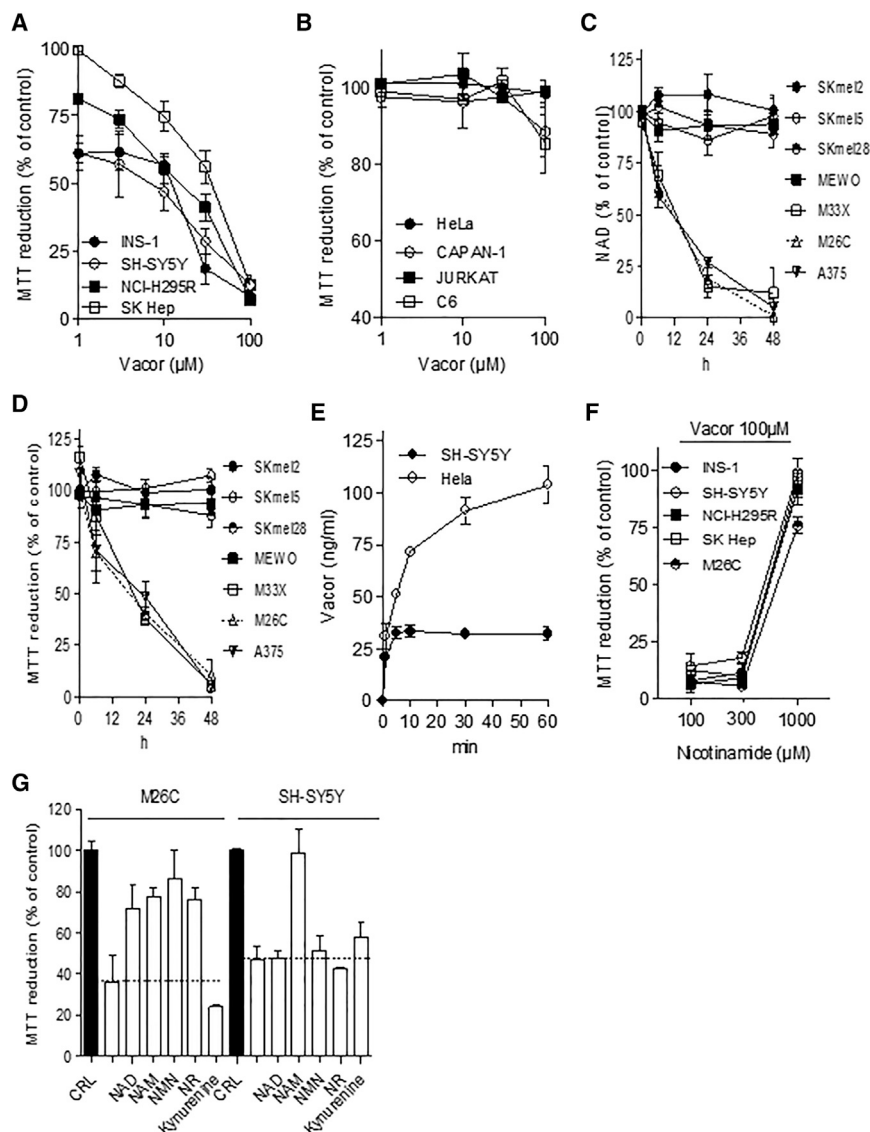 A
MTT reduction (% of control)
100
75
50
25
0
1
10
100
Vacor (µM)
INS-1
SH-SY5Y
NCI-H295R
SK Hep
B
MTT reduction (% of control)
100
80
60
40
1
10
100
Vacor (µM)
HeLa
CAPAN-1
JURKAT
C6
C
NAD (% of control)
125
100
75
50
25
0
0
12
24
36
48
h
SKmel2
SKmel5
SKmel28
MEWO
M33X
M26C
A375
D
MTT reduction (% of control)
125
100
75
50
25
0
0
12
24
36
48
h
SKmel2
SKmel5
SKmel28
MEWO
M33X
M26C
A375
E
Vacor (ng/ml)
125
100
75
50
25
0
0
10
20
30
40
50
60
min
SH-SY5Y
Hela
F
Vacor 100µM
MTT reduction (% of control)
100
80
60
40
20
0
100
300
1000
Nicotinamide (µM)
INS-1
SH-SY5Y
NCI-H295R
SK Hep
M26C
G
M26C
SH-SY5Y
MTT reduction (% of control)
120
100
80
60
40
20
0
CRL
NAD
NAM
NMN
NR
Kynurenine
CRL
NAD
NAM
NMN
NR
Kynurenine